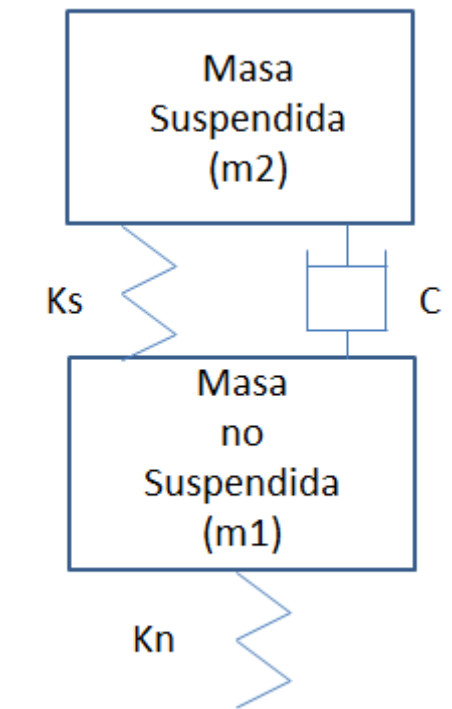 Masa
Suspendida
(m2)
Ks
C
Masa
no
Suspendida
(m1)
Kn